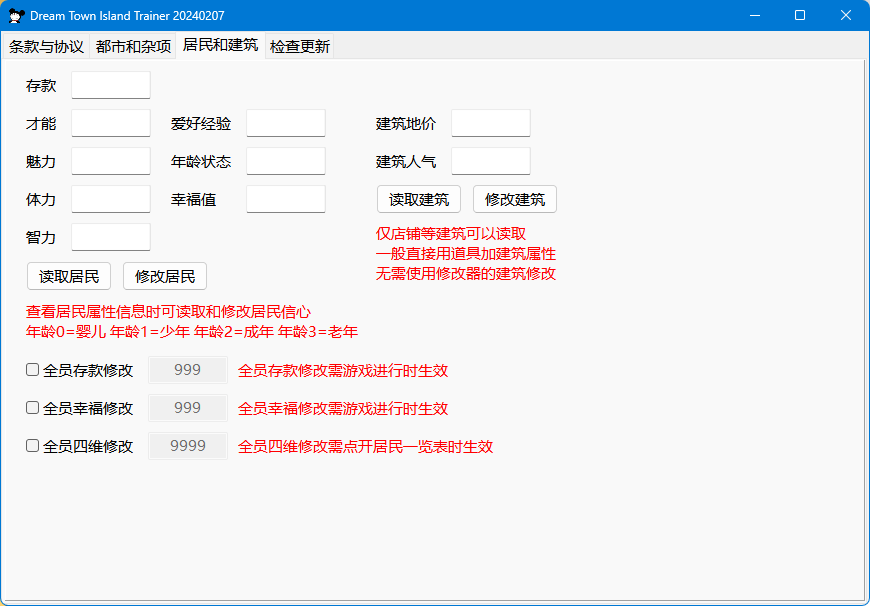 Dream Town Island Trainer 20240207
条款与协议 都市和杂项 居民和建筑 检查更新
存款
才能 爱好经验 建筑地价
魅力 年龄状态 建筑人气
体力 幸福值 读取建筑 修改建筑
智力 仅店铺等建筑可以读取
一般直接用道具加建筑属性
无需使用修改器的建筑修改
读取居民 修改居民
查看居民属性信息时可读取和修改居民信心
年龄0=婴儿 年龄1=少年 年龄2=成年 年龄3=老年
全员存款修改 999 全员存款修改需游戏进行时生效
全员幸福修改 999 全员幸福修改需游戏进行时生效
全员四维修改 9999 全员四维修改需点开居民一览表时生效